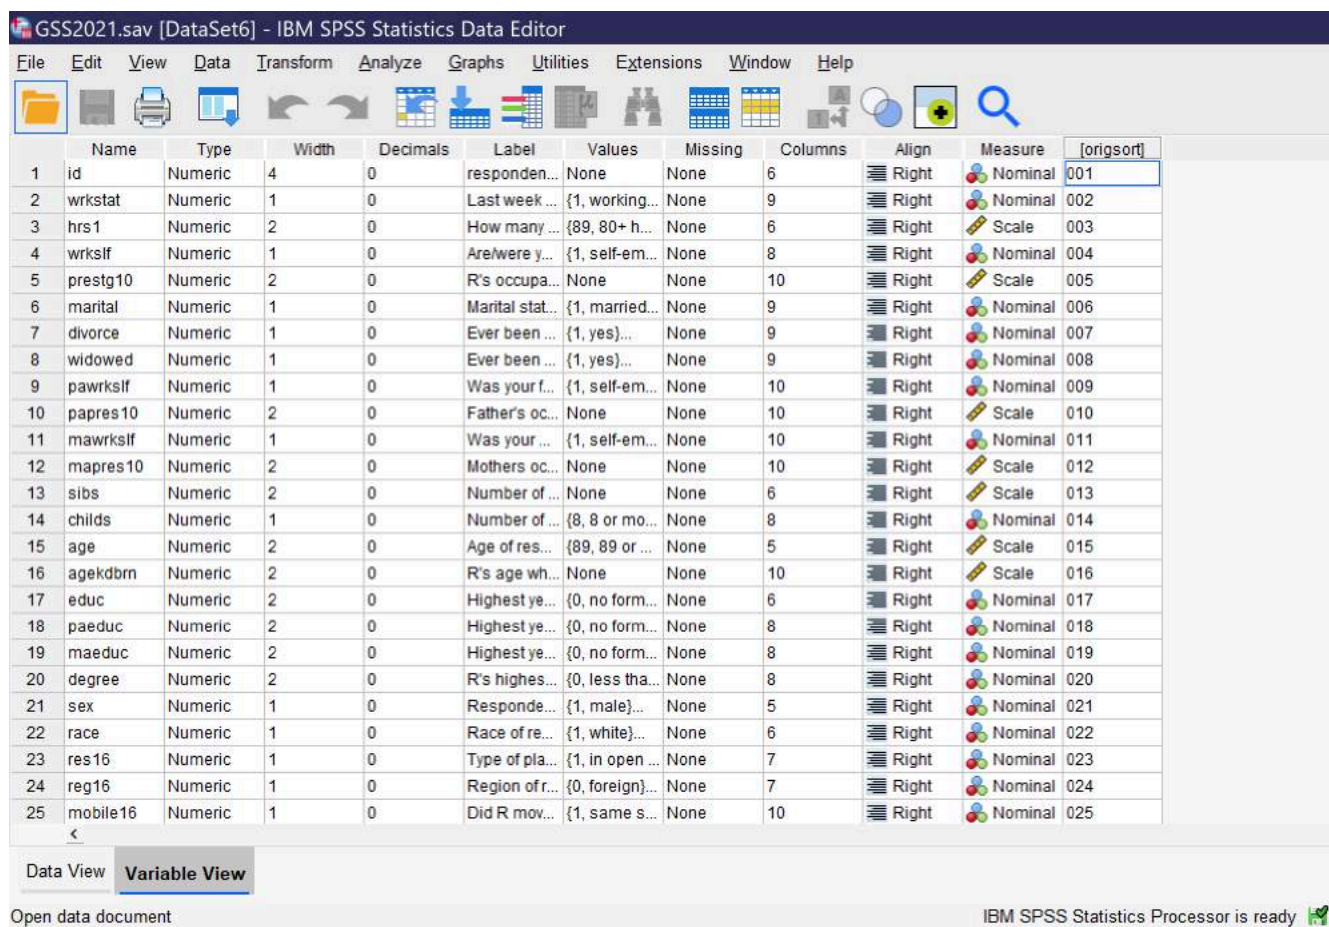 GSS2021.sav [DataSet6] - IBM SPSS Statistics Data Editor
File Edit View Data Transform Analyze Graphs Utilities Extensions Window Help
Name Type Width Decimals Label Values Missing Columns Align Measure [origsort]
1 id Numeric 4 0 responden... None None 6 Right Nominal 001
2 wrkstat Numeric 1 0 Last week ... {1, working... None 9 Right Nominal 002
3 hrs1 Numeric 2 0 How many ... {89, 80+ h... None 6 Right Scale 003
4 wrkslf Numeric 1 0 Are/were y... {1, self-em... None 8 Right Nominal 004
5 prestg10 Numeric 2 0 R's occupa... None None 10 Right Scale 005
6 marital Numeric 1 0 Marital stat... {1, married... None 9 Right Nominal 006
7 divorce Numeric 1 0 Ever been ... {1, yes}... None 9 Right Nominal 007
8 widowed Numeric 1 0 Ever been ... {1, yes}... None 9 Right Nominal 008
9 pawrkslf Numeric 1 0 Was your f... {1, self-em... None 10 Right Nominal 009
10 papres10 Numeric 2 0 Father's oc... None None 10 Right Scale 010
11 mawrkslf Numeric 1 0 Was your ... {1, self-em... None 10 Right Nominal 011
12 mapres10 Numeric 2 0 Mothers oc... None None 10 Right Scale 012
13 sibs Numeric 2 0 Number of ... None None 6 Right Scale 013
14 childs Numeric 1 0 Number of ... {8, 8 or mo... None 8 Right Nominal 014
15 age Numeric 2 0 Age of res... {89, 89 or ... None 5 Right Scale 015
16 agekdbrn Numeric 2 0 R's age wh... None None 10 Right Scale 016
17 educ Numeric 2 0 Highest ye... {0, no form... None 6 Right Nominal 017
18 paeduc Numeric 2 0 Highest ye... {0, no form... None 8 Right Nominal 018
19 maeduc Numeric 2 0 Highest ye... {0, no form... None 8 Right Nominal 019
20 degree Numeric 2 0 R's highes... {0, less tha... None 8 Right Nominal 020
21 sex Numeric 1 0 Responde... {1, male}... None 5 Right Nominal 021
22 race Numeric 1 0 Race of re... {1, white}... None 6 Right Nominal 022
23 res16 Numeric 1 0 Type of pla... {1, in open ... None 7 Right Nominal 023
24 reg16 Numeric 1 0 Region of r... {0, foreign}... None 7 Right Nominal 024
25 mobile16 Numeric 1 0 Did R mov... {1, same s... None 10 Right Nominal 025
Data View Variable View
Open data document IBM SPSS Statistics Processor is ready